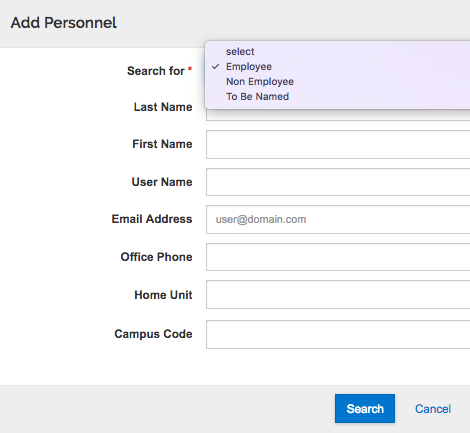 Add Personnel
Search for *
select
✓ Employee
Non Employee
To Be Named
Last Name
First Name
User Name
Email Address user@domain.com
Office Phone
Home Unit
Campus Code
Search Cancel